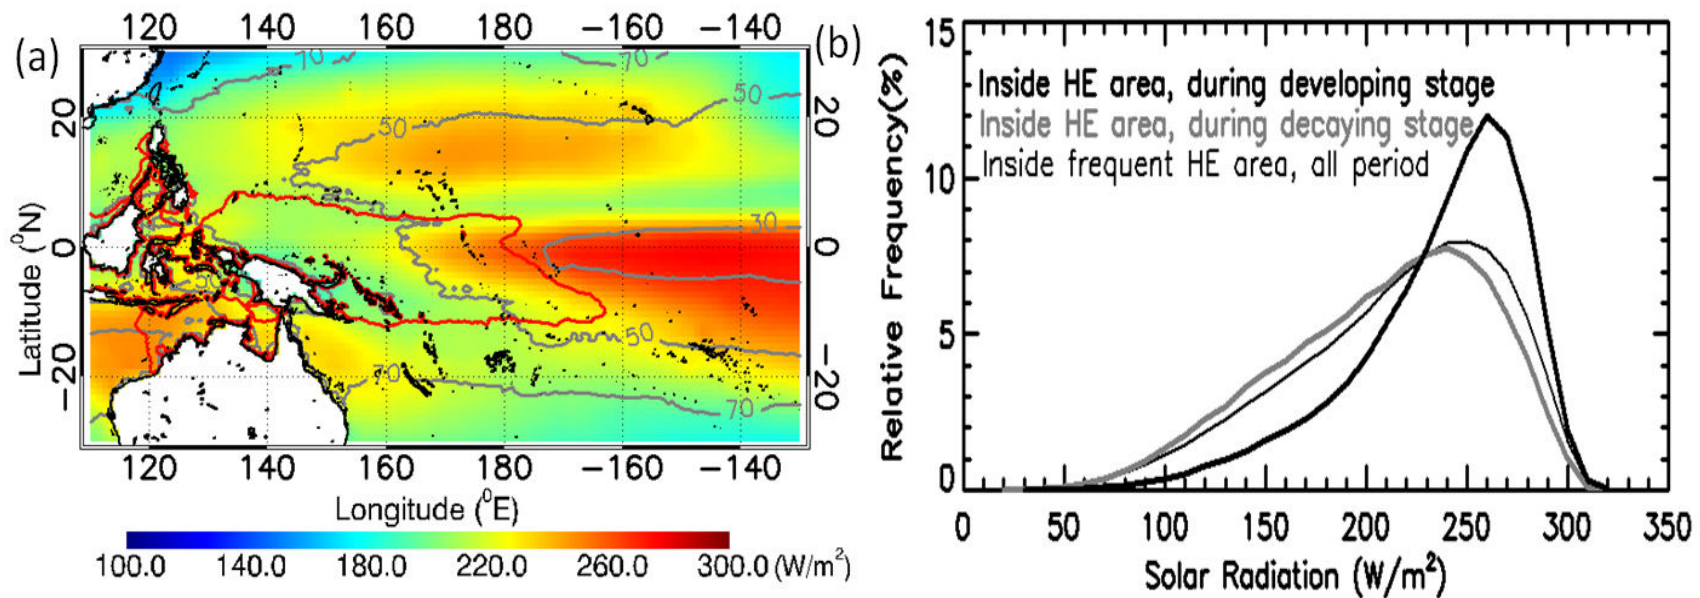 (a)
120 140 160 180 −160 −140
70
70
50
50
50
50
30
70
70
20
0
−20
20
0
−20
Latitude (⁰N)
120 140 160 180 −160 −140
Longitude (⁰E)
100.0 140.0 180.0 220.0 260.0 300.0 (W/m²)
(b)
Relative Frequency(%)
15
10
5
0
Inside HE area, during developing stage
Inside HE area, during decaying stage
Inside frequent HE area, all period
0 50 100 150 200 250 300 350
Solar Radiation (W/m²)